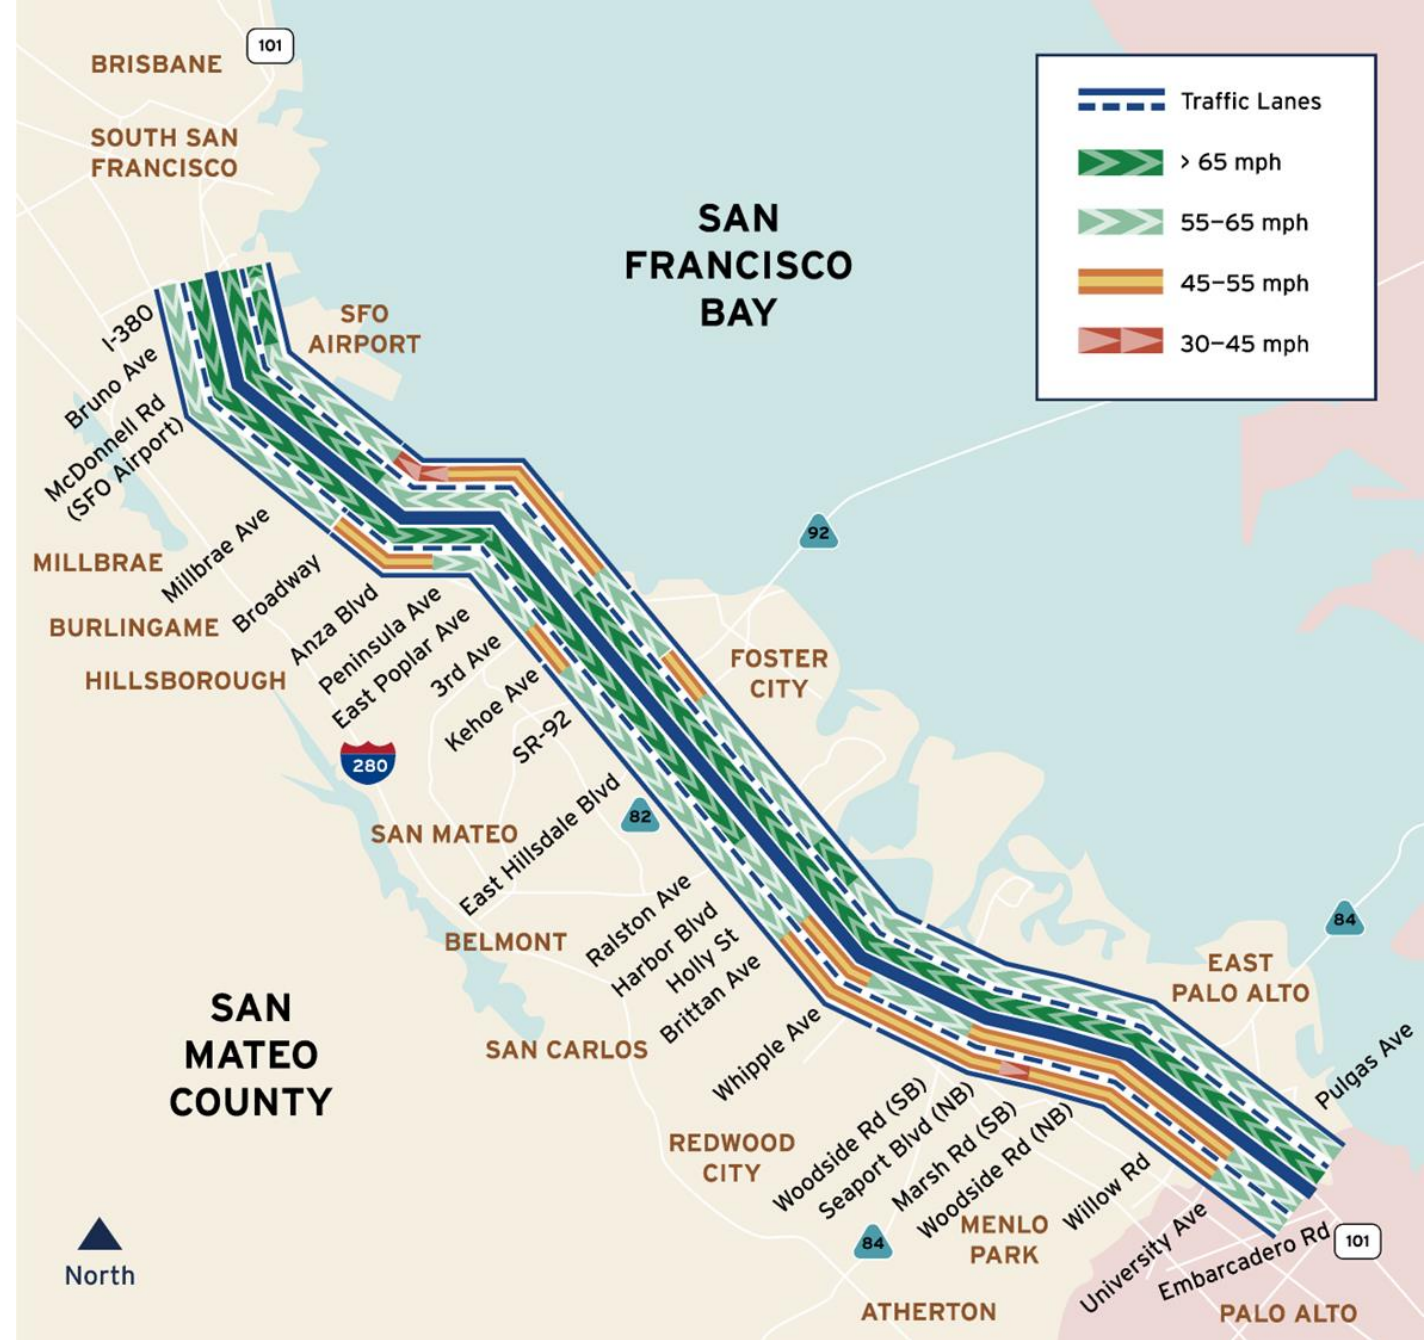 BRISBANE
101
SOUTH SAN
FRANCISCO
Traffic Lanes
> 65 mph
55–65 mph
45–55 mph
30–45 mph
SAN
FRANCISCO
BAY
SFO
AIRPORT
I-380
Bruno Ave
McDonnell Rd
(SFO Airport)
Millbrae Ave
Broadway
Anza Blvd
Peninsula Ave
East Poplar Ave
3rd Ave
Kehoe Ave
SR-92
East Hillsdale Blvd
Ralston Ave
Harbor Blvd
Holly St
Brittan Ave
Whipple Ave
Woodside Rd (SB)
Seaport Blvd (NB)
Marsh Rd (SB)
Woodside Rd (NB)
Willow Rd
University Ave
Embarcadero Rd
Pulgas Ave
92
MILLBRAE
BURLINGAME
HILLSBOROUGH
FOSTER
CITY
280
82
SAN MATEO
BELMONT
84
EAST
PALO ALTO
SAN
MATEO
COUNTY
SAN CARLOS
REDWOOD
CITY
MENLO
PARK
84
101
North
ATHERTON
PALO ALTO